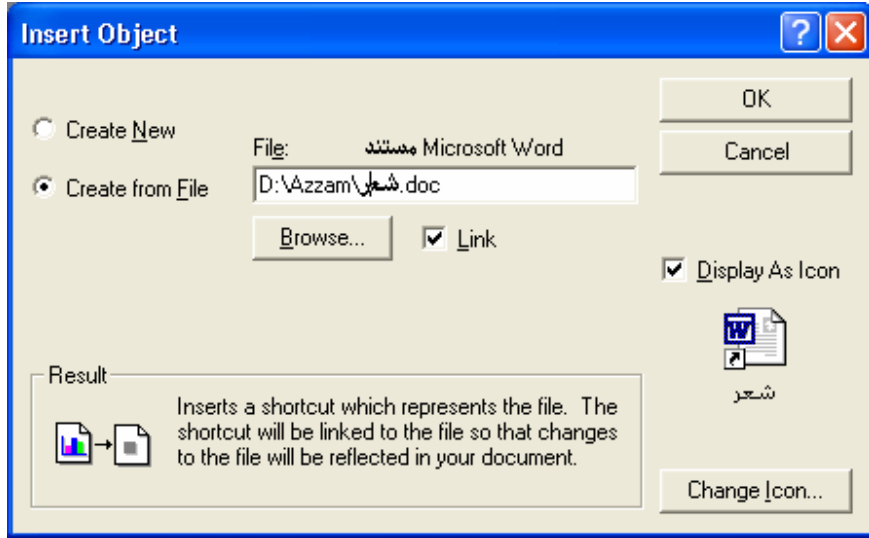 Insert Object
Create New
Create from File
File: مستند Microsoft Word
D:\Azzam\شعر.doc
Browse...
Link
OK
Cancel
Display As Icon
شعر
Change Icon...
Result
Inserts a shortcut which represents the file. The
shortcut will be linked to the file so that changes
to the file will be reflected in your document.